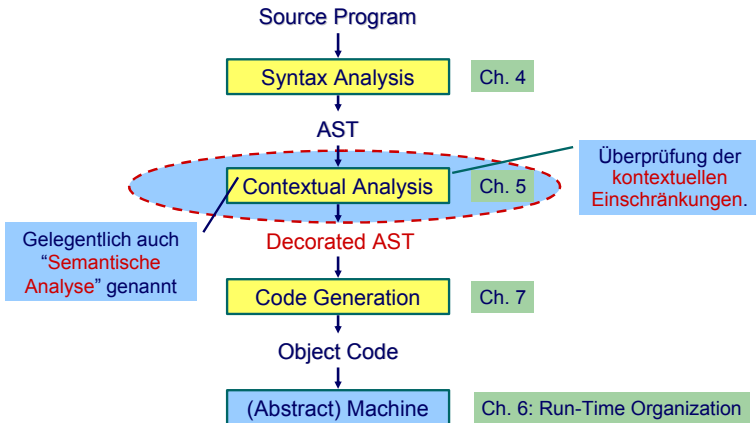 Source Program
Syntax Analysis
Ch. 4
AST
Contextual Analysis
Ch. 5
Überprüfung der
kontextuellen
Einschränkungen.
Gelegentlich auch
“Semantische
Analyse” genannt
Decorated AST
Code Generation
Ch. 7
Object Code
(Abstract) Machine
Ch. 6: Run-Time Organization